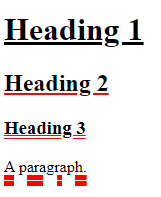 Heading 1
Heading 2
Heading 3
A paragraph.